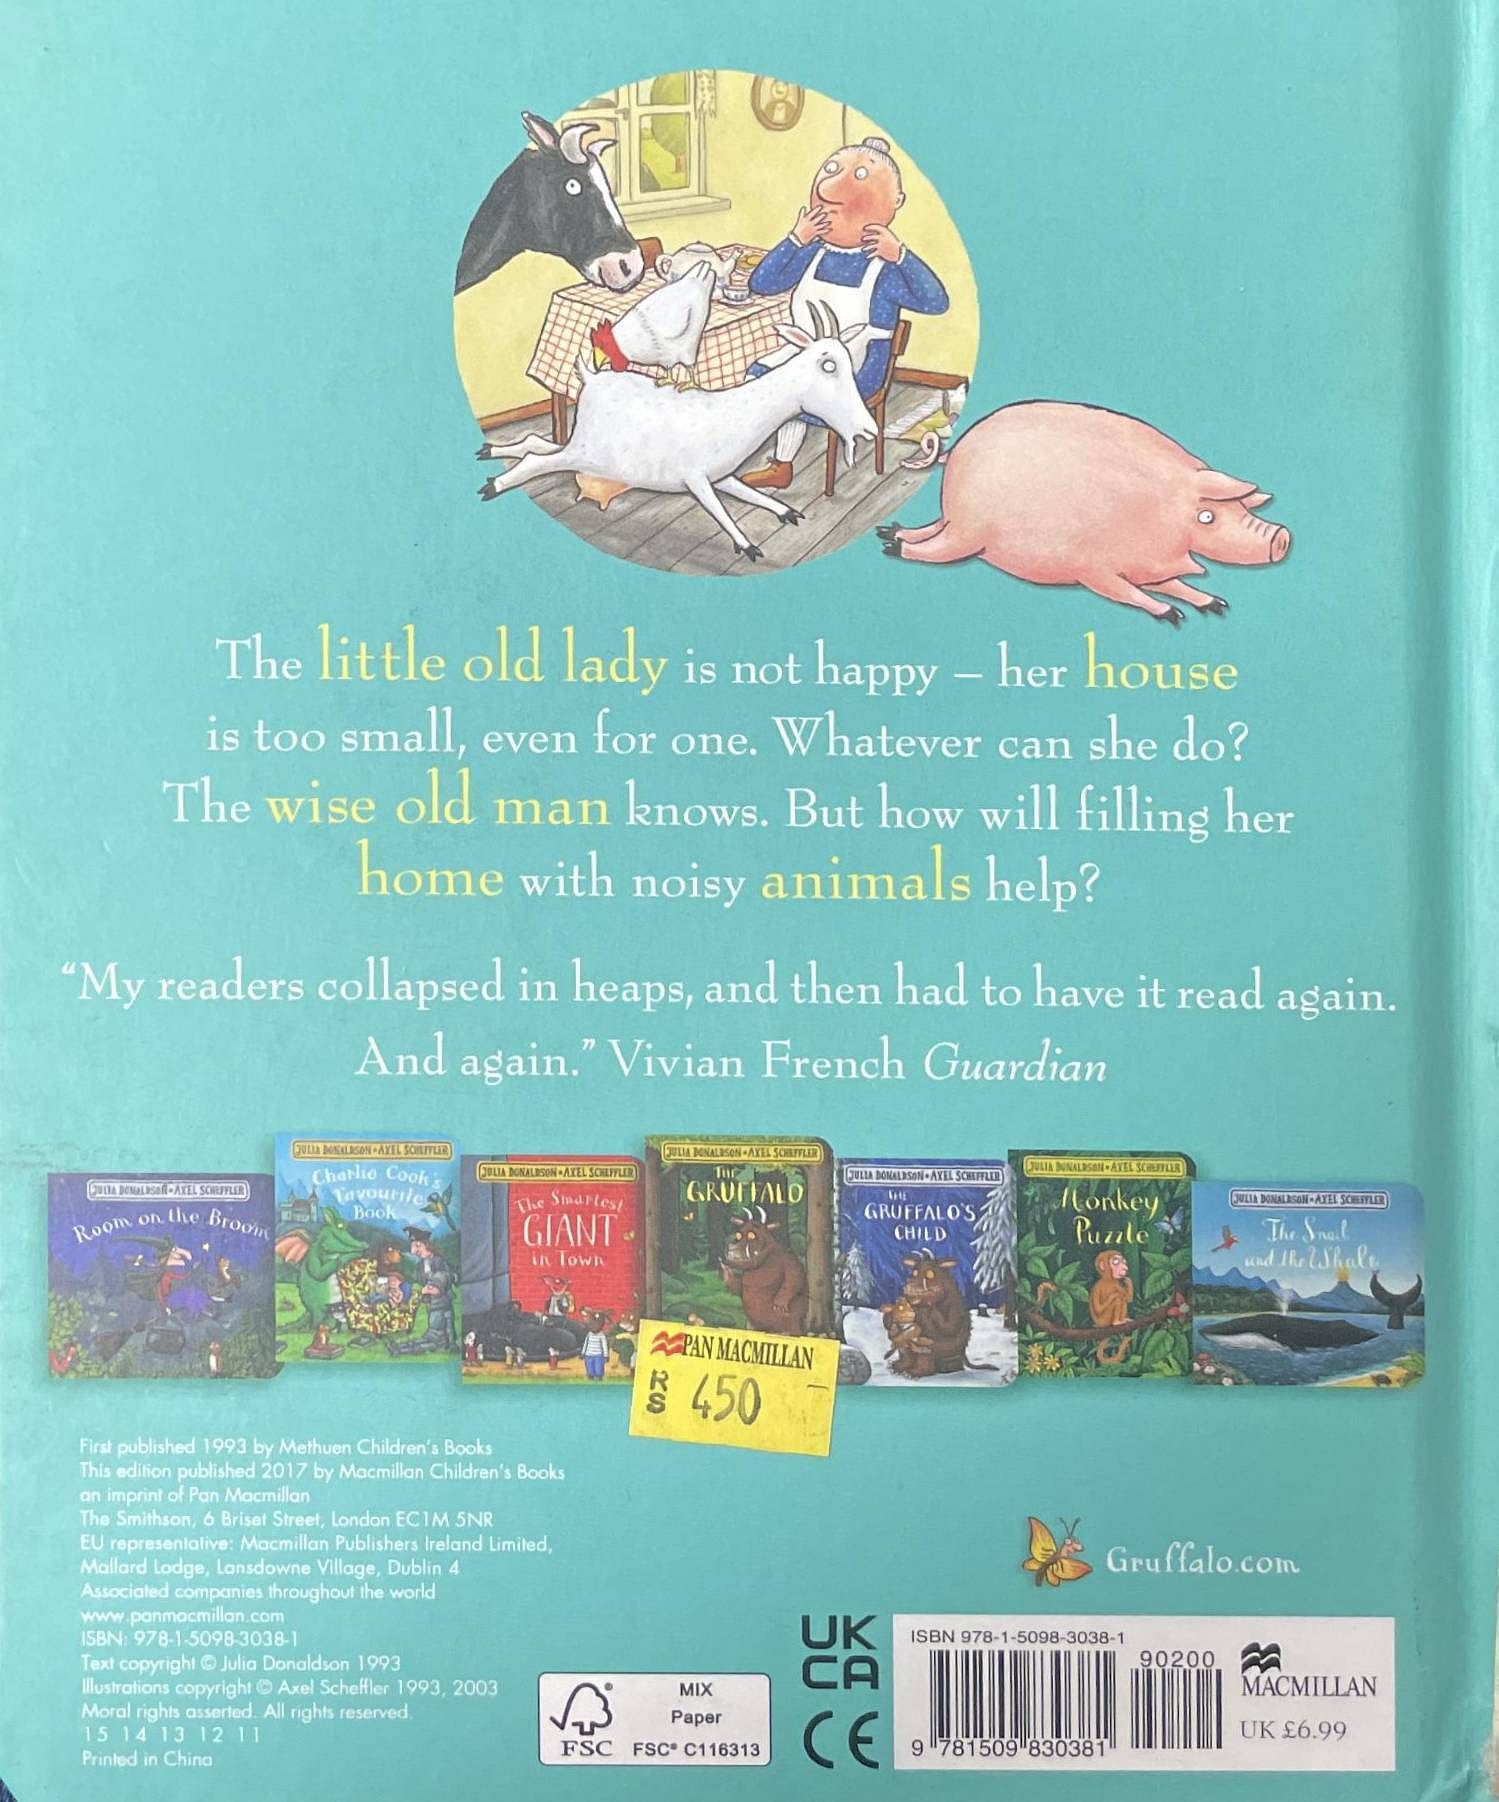 The little old lady is not happy – her house
is too small, even for one. Whatever can she do?
The wise old man knows. But how will filling her
home with noisy animals help?
“My readers collapsed in heaps, and then had to have it read again.
And again.” Vivian French Guardian
JULIA DONALDSON•AXEL SCHEFFLER
Room on the Broom
JULIA DONALDSON•AXEL SCHEFFLER
Charlie Cook's
Favourite
Book
JULIA DONALDSON•AXEL SCHEFFLER
The Smartest
GIANT
in Town
JULIA DONALDSON•AXEL SCHEFFLER
THE
GRUFFALO
JULIA DONALDSON•AXEL SCHEFFLER
THE
GRUFFALO'S
CHILD
JULIA DONALDSON•AXEL SCHEFFLER
Monkey
Puzzle
JULIA DONALDSON•AXEL SCHEFFLER
The Snail
and the Whale
PAN MACMILLAN
RS 450
First published 1993 by Methuen Children's Books
This edition published 2017 by Macmillan Children's Books
an imprint of Pan Macmillan
The Smithson, 6 Briset Street, London EC1M 5NR
EU representative: Macmillan Publishers Ireland Limited,
Mallard Lodge, Lansdowne Village, Dublin 4
Associated companies throughout the world
www.panmacmillan.com
ISBN: 978-1-5098-3038-1
Text copyright © Julia Donaldson 1993
Illustrations copyright © Axel Scheffler 1993, 2003
Moral rights asserted. All rights reserved.
15 14 13 12 11
Printed in China
FSC
MIX
Paper
FSC® C116313
Gruffalo.com
UK
CA
CE
ISBN 978-1-5098-3038-1
90200
9 781509 830381
MACMILLAN
UK £6.99